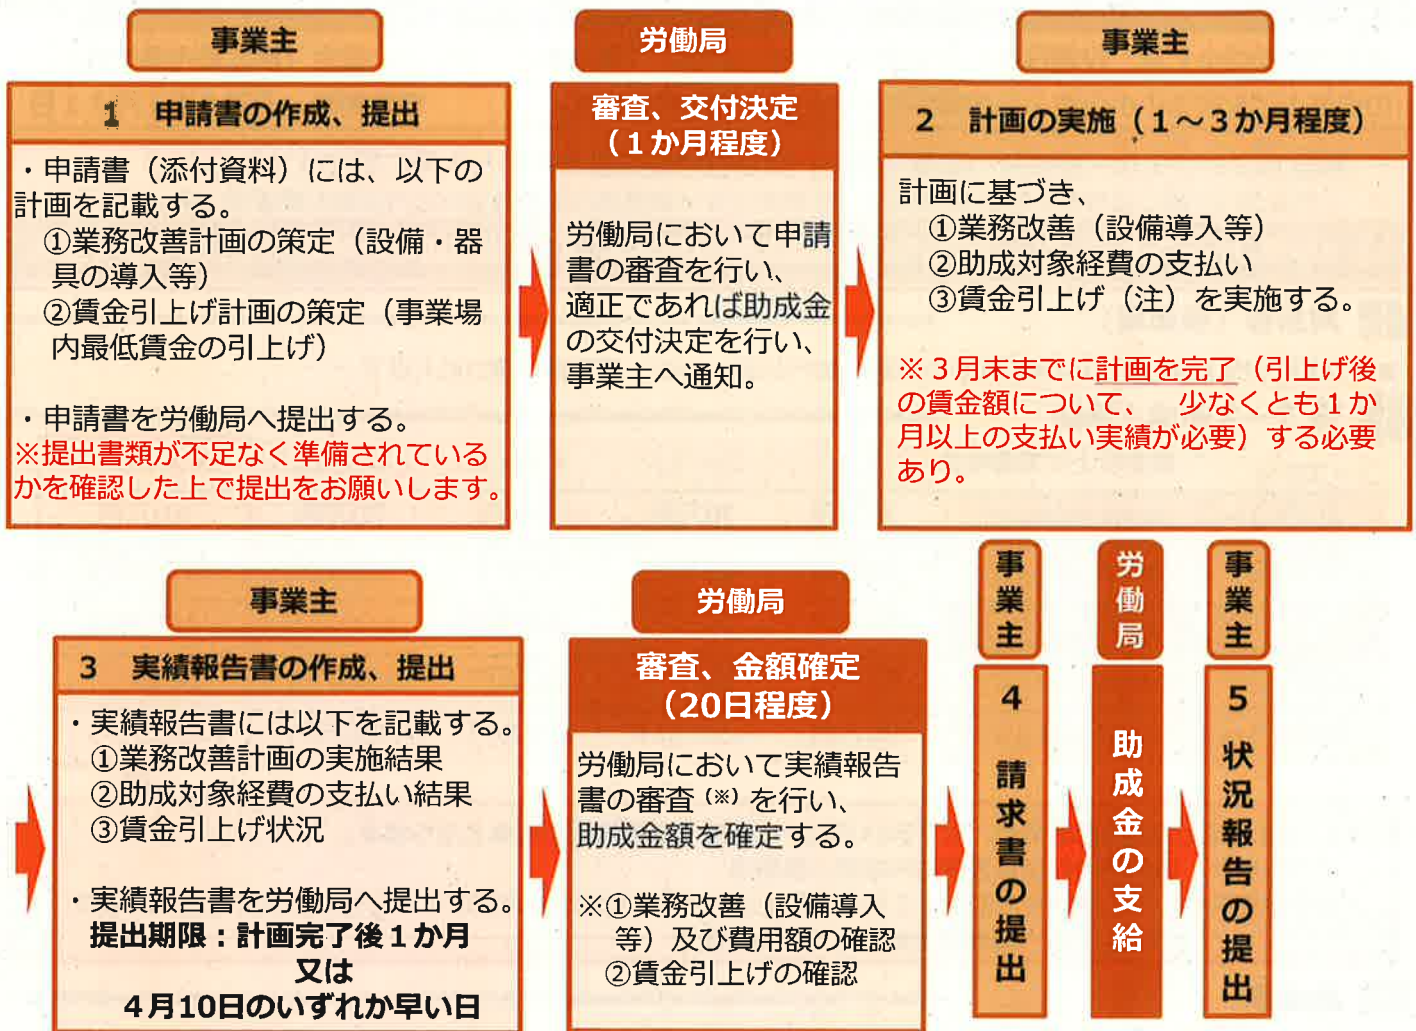 事業主
1 申請書の作成、提出
・申請書（添付資料）には、以下の
計画を記載する。
①業務改善計画の策定（設備・器
具の導入等）
②賃金引上げ計画の策定（事業場
内最低賃金の引上げ）
・申請書を労働局へ提出する。
※提出書類が不足なく準備されている
かを確認した上で提出をお願いします。
労働局
審査、交付決定
（１か月程度）
労働局において申請
書の審査を行い、
適正であれば助成金
の交付決定を行い、
事業主へ通知。
事業主
2 計画の実施（１～３か月程度）
計画に基づき、
①業務改善（設備導入等）
②助成対象経費の支払い
③賃金引上げ（注）を実施する。
※３月末までに計画を完了（引上げ後
の賃金額について、　少なくとも１か
月以上の支払い実績が必要）する必要
あり。
事業主
3 実績報告書の作成、提出
・実績報告書には以下を記載する。
①業務改善計画の実施結果
②助成対象経費の支払い結果
③賃金引上げ状況
・実績報告書を労働局へ提出する。
提出期限：計画完了後１か月
又は
４月10日のいずれか早い日
労働局
審査、金額確定
（20日程度）
労働局において実績報告
書の審査（※）を行い、
助成金額を確定する。
※①業務改善（設備導入
等）及び費用額の確認
②賃金引上げの確認
事業主
4 請求書の提出
労働局
助成金の支給
事業主
5 状況報告の提出